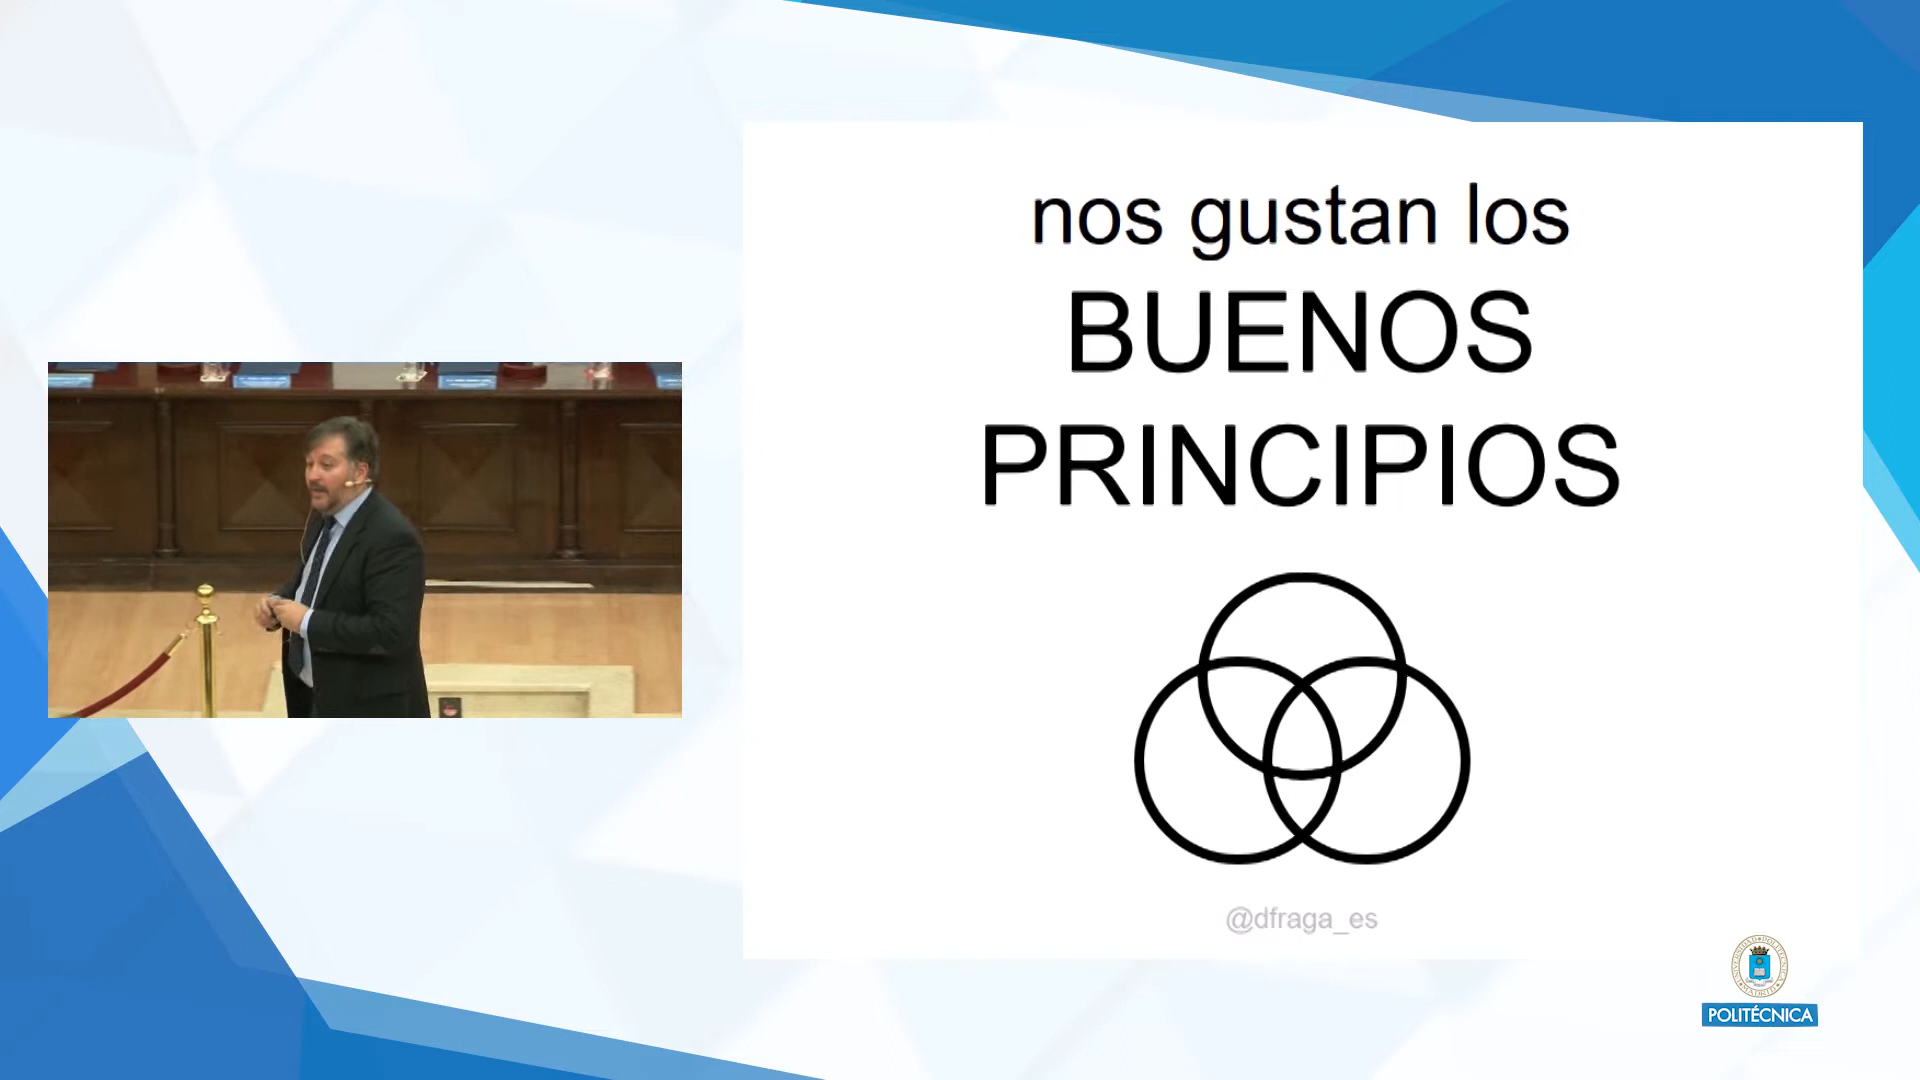 nos gustan los
BUENOS
PRINCIPIOS
@dfraga_es
POLITÉCNICA